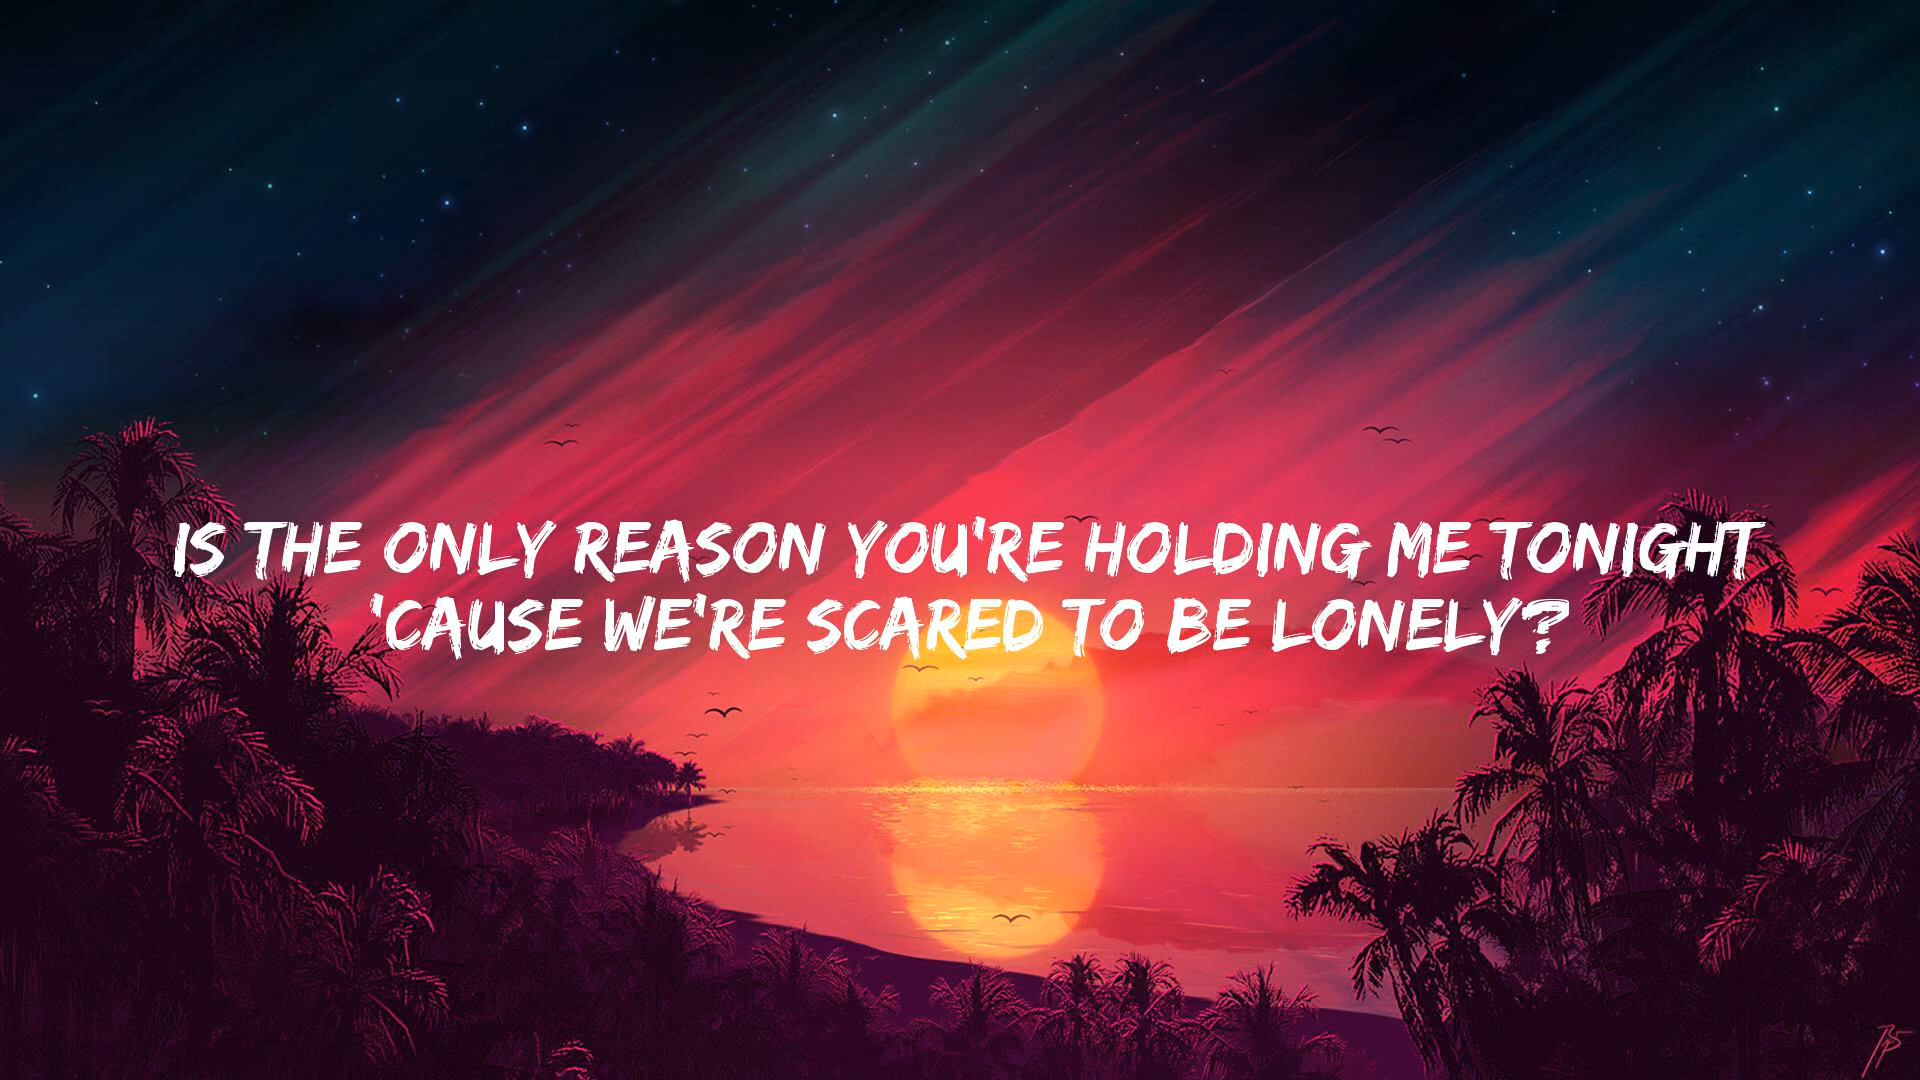 IS THE ONLY REASON YOU'RE HOLDING ME TONIGHT
'CAUSE WE'RE SCARED TO BE LONELY?